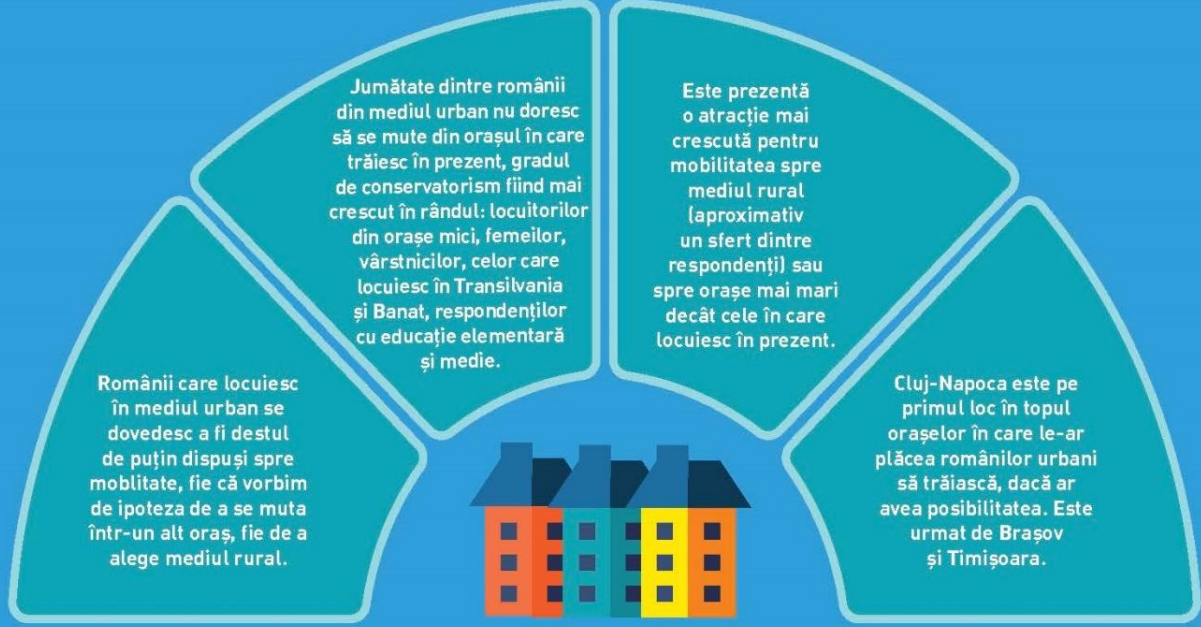 Românii care locuiesc
în mediul urban se
dovedesc a fi destul
de puțin dispuși spre
moblitate, fie că vorbim
de ipoteza de a se muta
într-un alt oraș, fie de a
alege mediul rural.
Jumătate dintre românii
din mediul urban nu doresc
să se mute din orașul în care
trăiesc în prezent, gradul
de conservatorism fiind mai
crescut în rândul: locuitorilor
din orașe mici, femeilor,
vârstnicilor, celor care
locuiesc în Transilvania
și Banat, respondenților
cu educație elementară
și medie.
Este prezentă
o atracție mai
crescută pentru
mobilitatea spre
mediul rural
(aproximativ
un sfert dintre
respondenți) sau
spre orașe mai mari
decât cele în care
locuiesc în prezent.
Cluj-Napoca este pe
primul loc în topul
orașelor în care le-ar
plăcea românilor urbani
să trăiască, dacă ar
avea posibilitatea. Este
urmat de Brașov
și Timișoara.